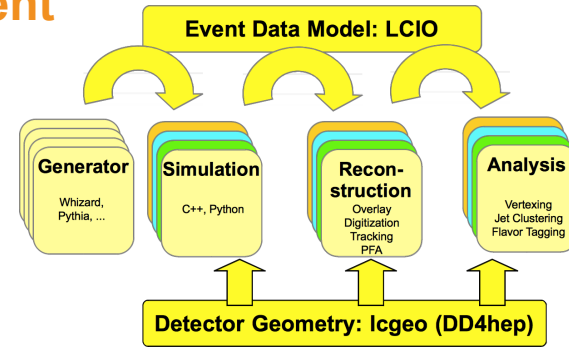 ent
Event Data Model: LCIO
Generator
Whizard,
Pythia, ...
Simulation
C++, Python
Recon-
struction
Overlay
Digitization
Tracking
PFA
Analysis
Vertexing
Jet Clustering
Flavor Tagging
Detector Geometry: lcgeo (DD4hep)